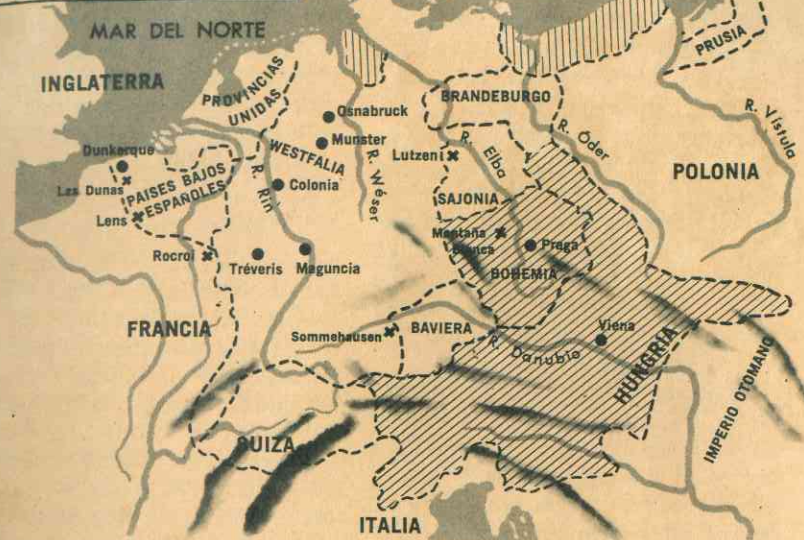 MAR DEL NORTE
PRUSIA
INGLATERRA
PROVINCIAS
UNIDAS
BRANDEBURGO
Osnabruck
R. Vístula
Munster
WESTFALIA
Lutzen
R. Elba
R. Óder
Dunkerque
Las Dunas
PAISES BAJOS
ESPAÑOLES
R. Rin
Colonia
R. Wéser
POLONIA
SAJONIA
Lens
Montaña
Blanca
Praga
Rocroi
Tréveris
Maguncia
BOHEMIA
FRANCIA
Sommehausen
BAVIERA
R. Danubio
Viena
HUNGRIA
IMPERIO OTOMANO
SUIZA
ITALIA